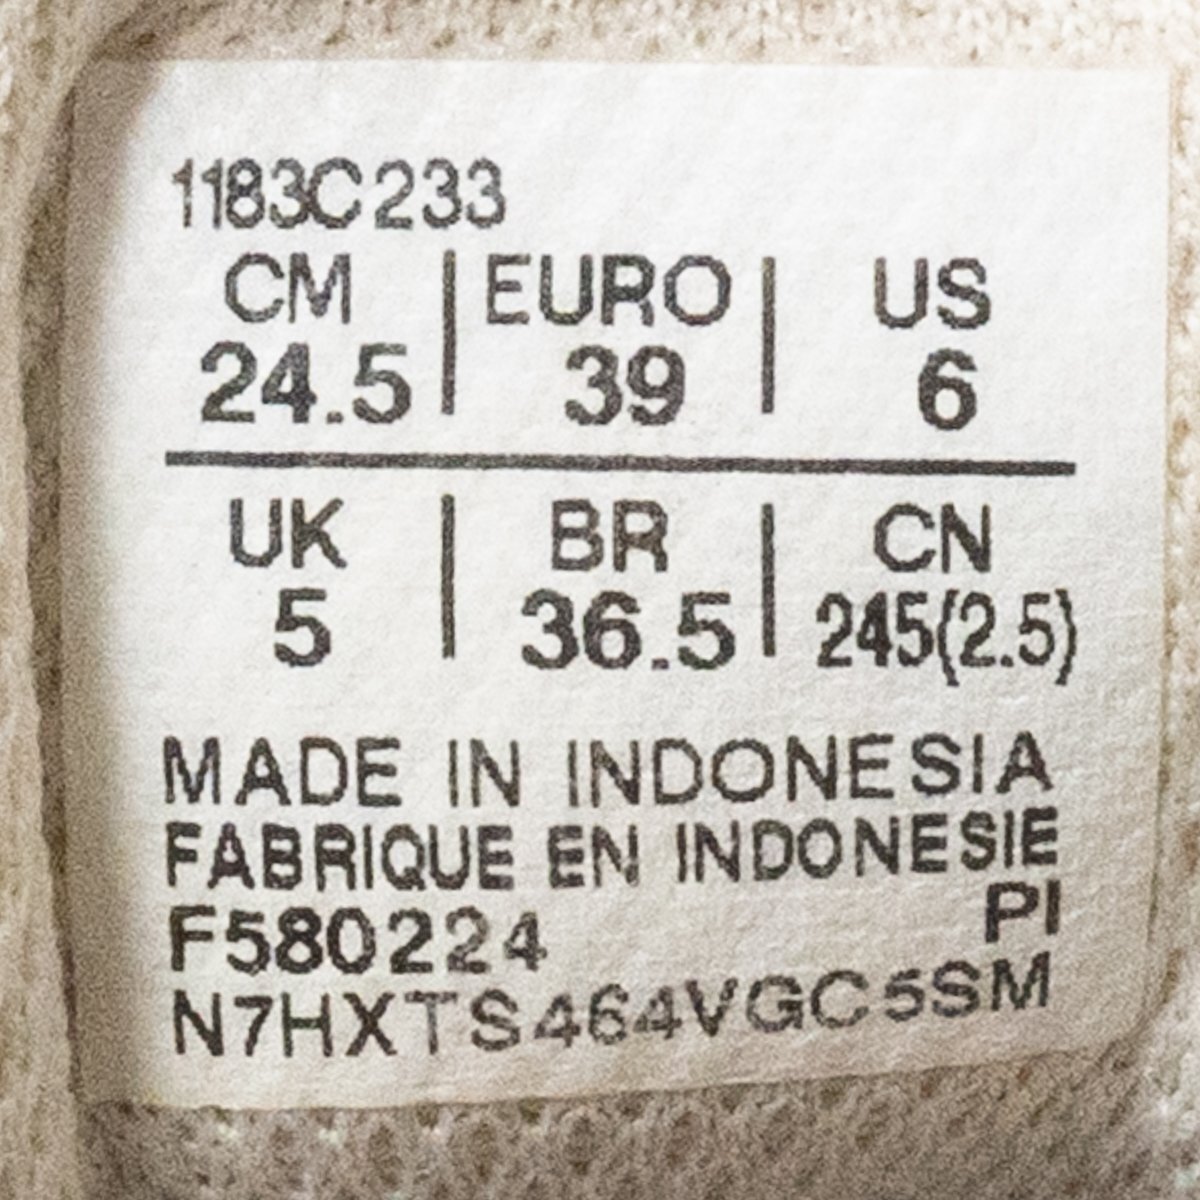 1183C233
CM | EURO | US
24.5 | 39 | 6
UK | BR | CN
5 | 36.5 | 245(2.5)
MADE IN INDONESIA
FABRIQUE EN INDONESIE
F580224 PI
N7HXTS464VGC5SM